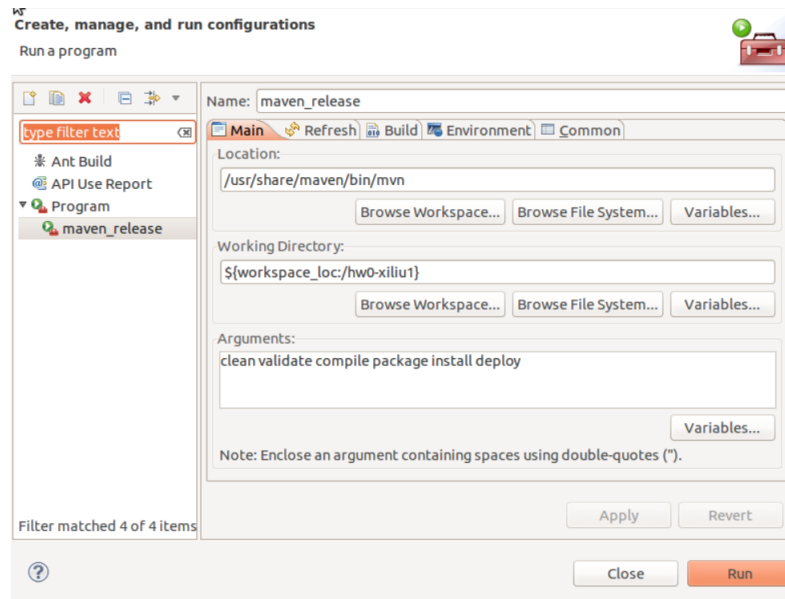 Create, manage, and run configurations
Run a program
type filter text
Ant Build
API Use Report
Program
maven_release
Filter matched 4 of 4 items
Name: maven_release
Main Refresh Build Environment Common
Location:
/usr/share/maven/bin/mvn
Browse Workspace... Browse File System... Variables...
Working Directory:
${workspace_loc:/hw0-xiliu1}
Browse Workspace... Browse File System... Variables...
Arguments:
clean validate compile package install deploy
Variables...
Note: Enclose an argument containing spaces using double-quotes (").
Apply Revert
Close Run